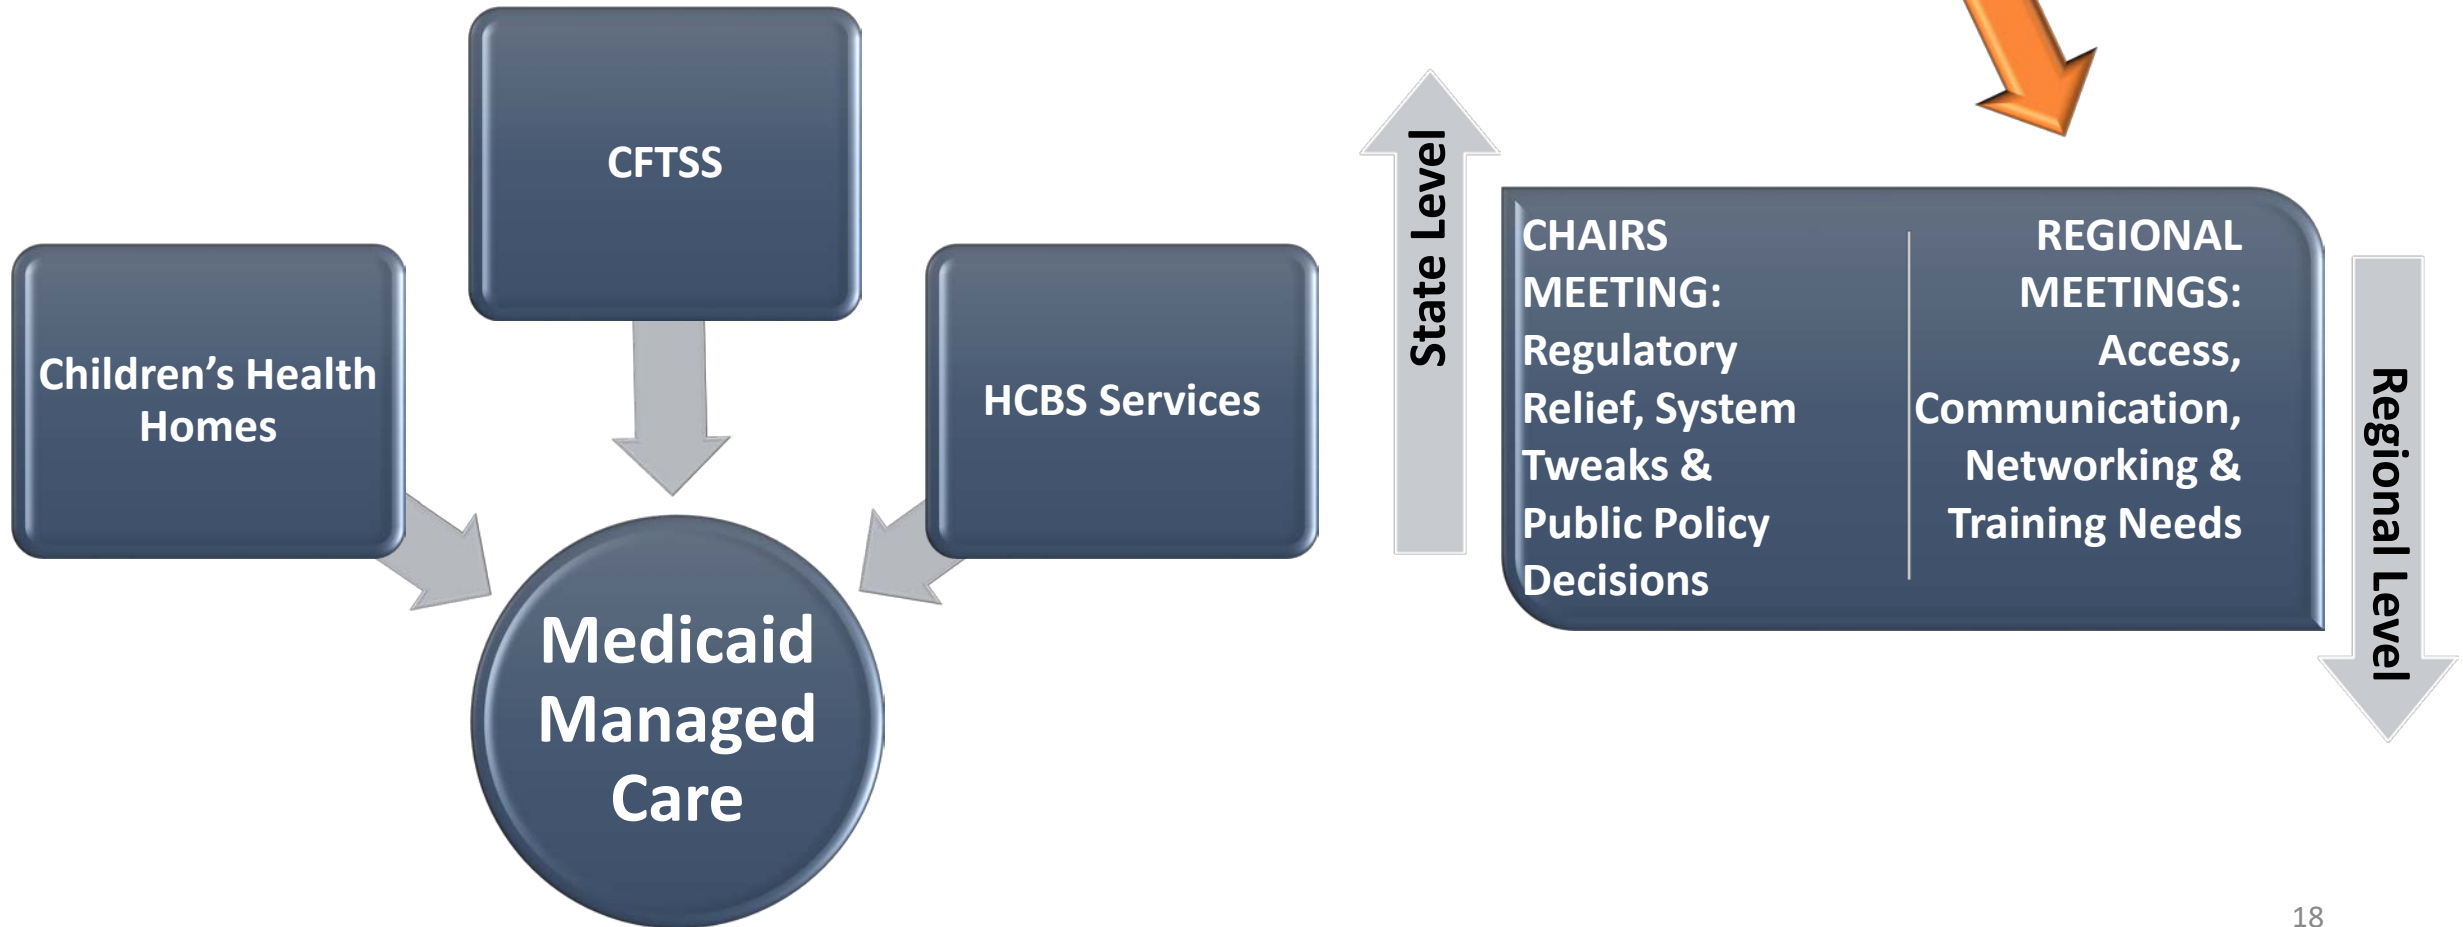 CFTSS
Children’s Health
Homes
HCBS Services
Medicaid
Managed
Care
State Level
CHAIRS
MEETING:
Regulatory
Relief, System
Tweaks &
Public Policy
Decisions
REGIONAL
MEETINGS:
Access,
Communication,
Networking &
Training Needs
Regional Level
18